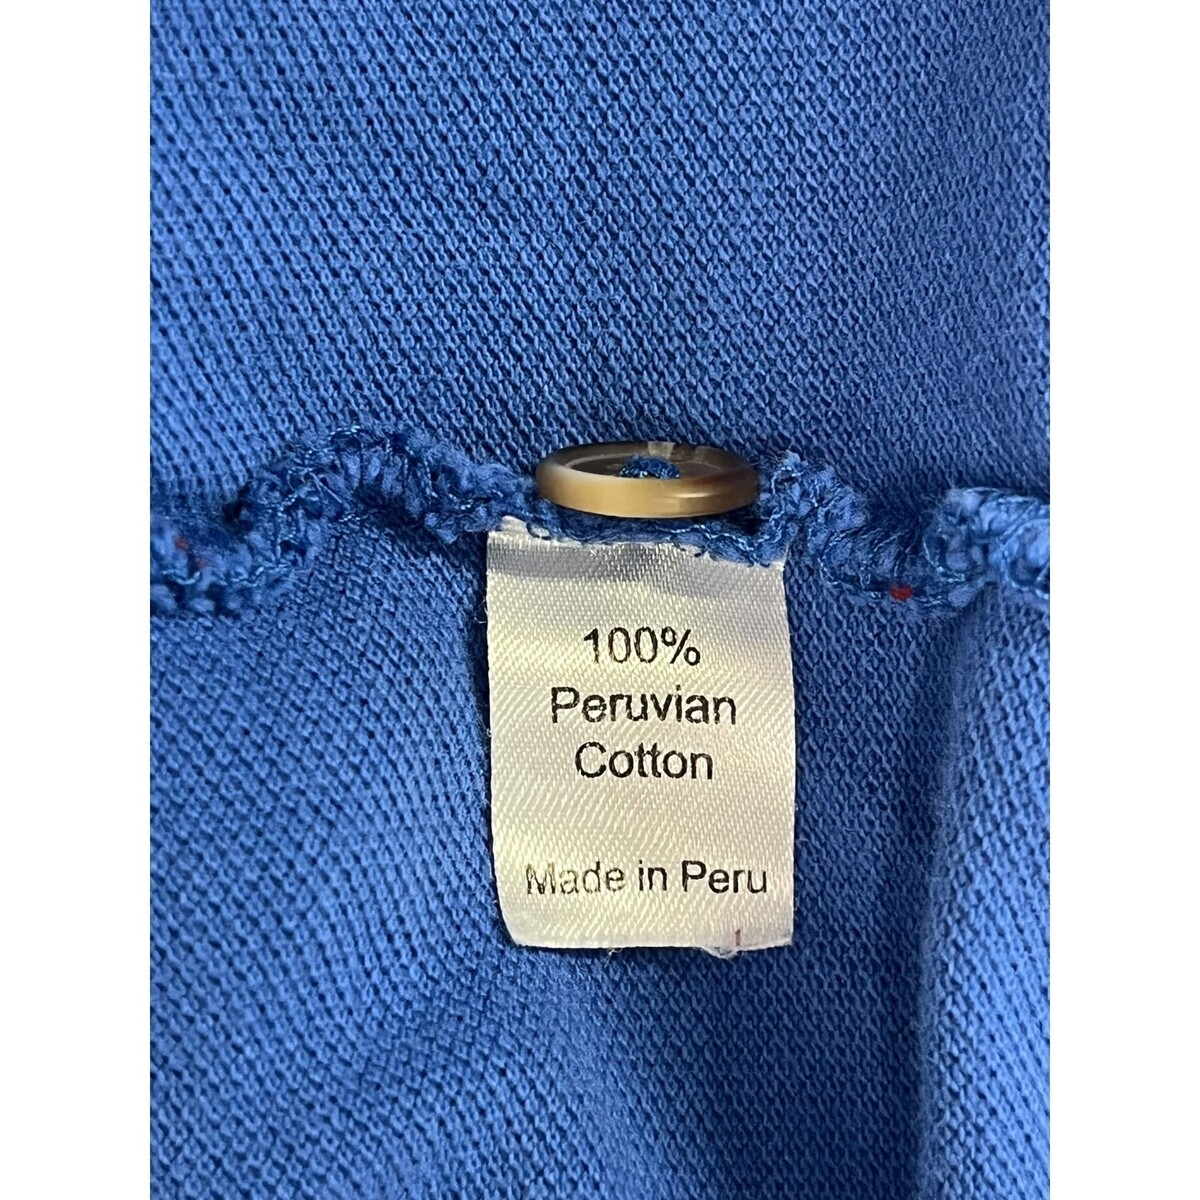 100%
Peruvian
Cotton
Made in Peru